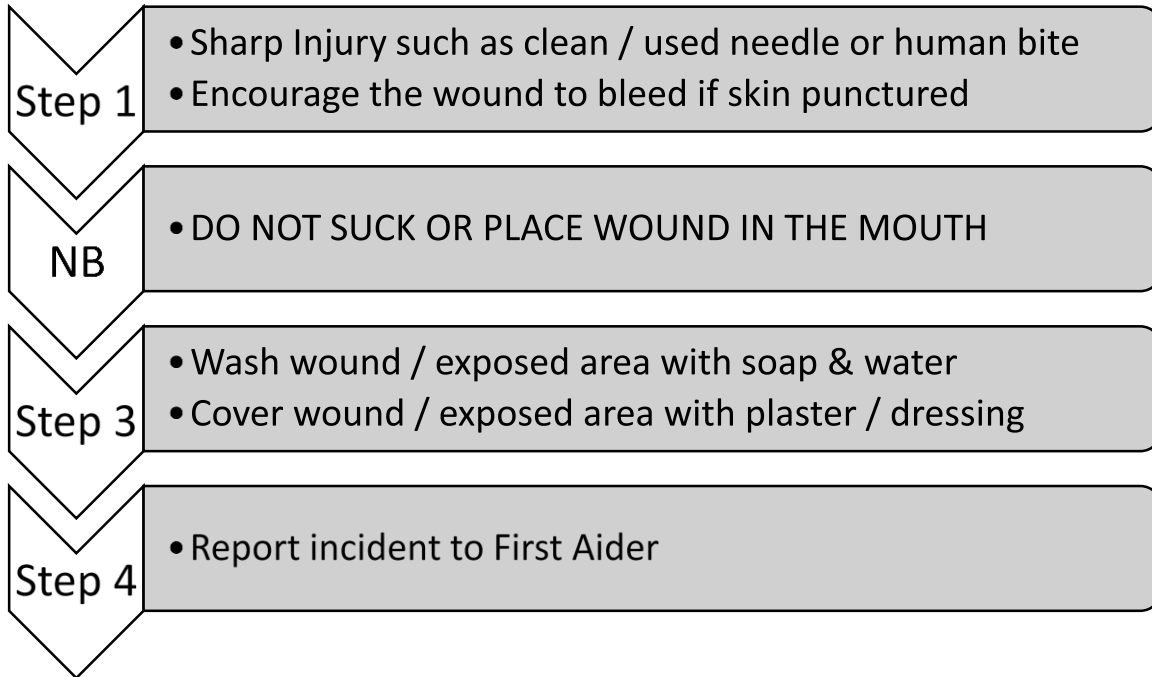 Step 1
• Sharp Injury such as clean / used needle or human bite
• Encourage the wound to bleed if skin punctured
NB
• DO NOT SUCK OR PLACE WOUND IN THE MOUTH
Step 3
• Wash wound / exposed area with soap & water
• Cover wound / exposed area with plaster / dressing
Step 4
• Report incident to First Aider